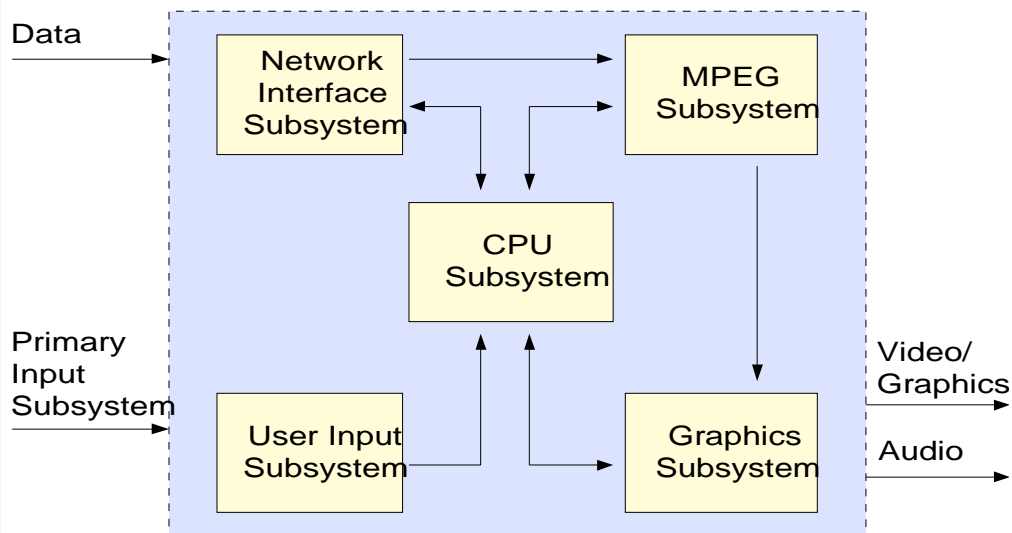 Data
Network
Interface
Subsystem
MPEG
Subsystem
CPU
Subsystem
Primary
Input
Subsystem
User Input
Subsystem
Graphics
Subsystem
Video/
Graphics
Audio